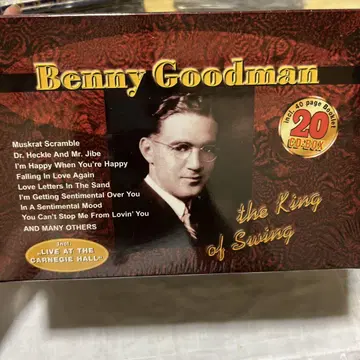 Benny Goodman
incl. 40 page Booklet
20
CD-BOX
Muskrat Scramble
Dr. Heckle And Mr. Jibe
I'm Happy When You're Happy
Falling In Love Again
Love Letters In The Sand
I'm Getting Sentimental Over You
In A Sentimental Mood
You Can't Stop Me From Lovin' You
AND MANY OTHERS
the King
of Swing
incl.
„LIVE AT THE
CARNEGIE HALL“